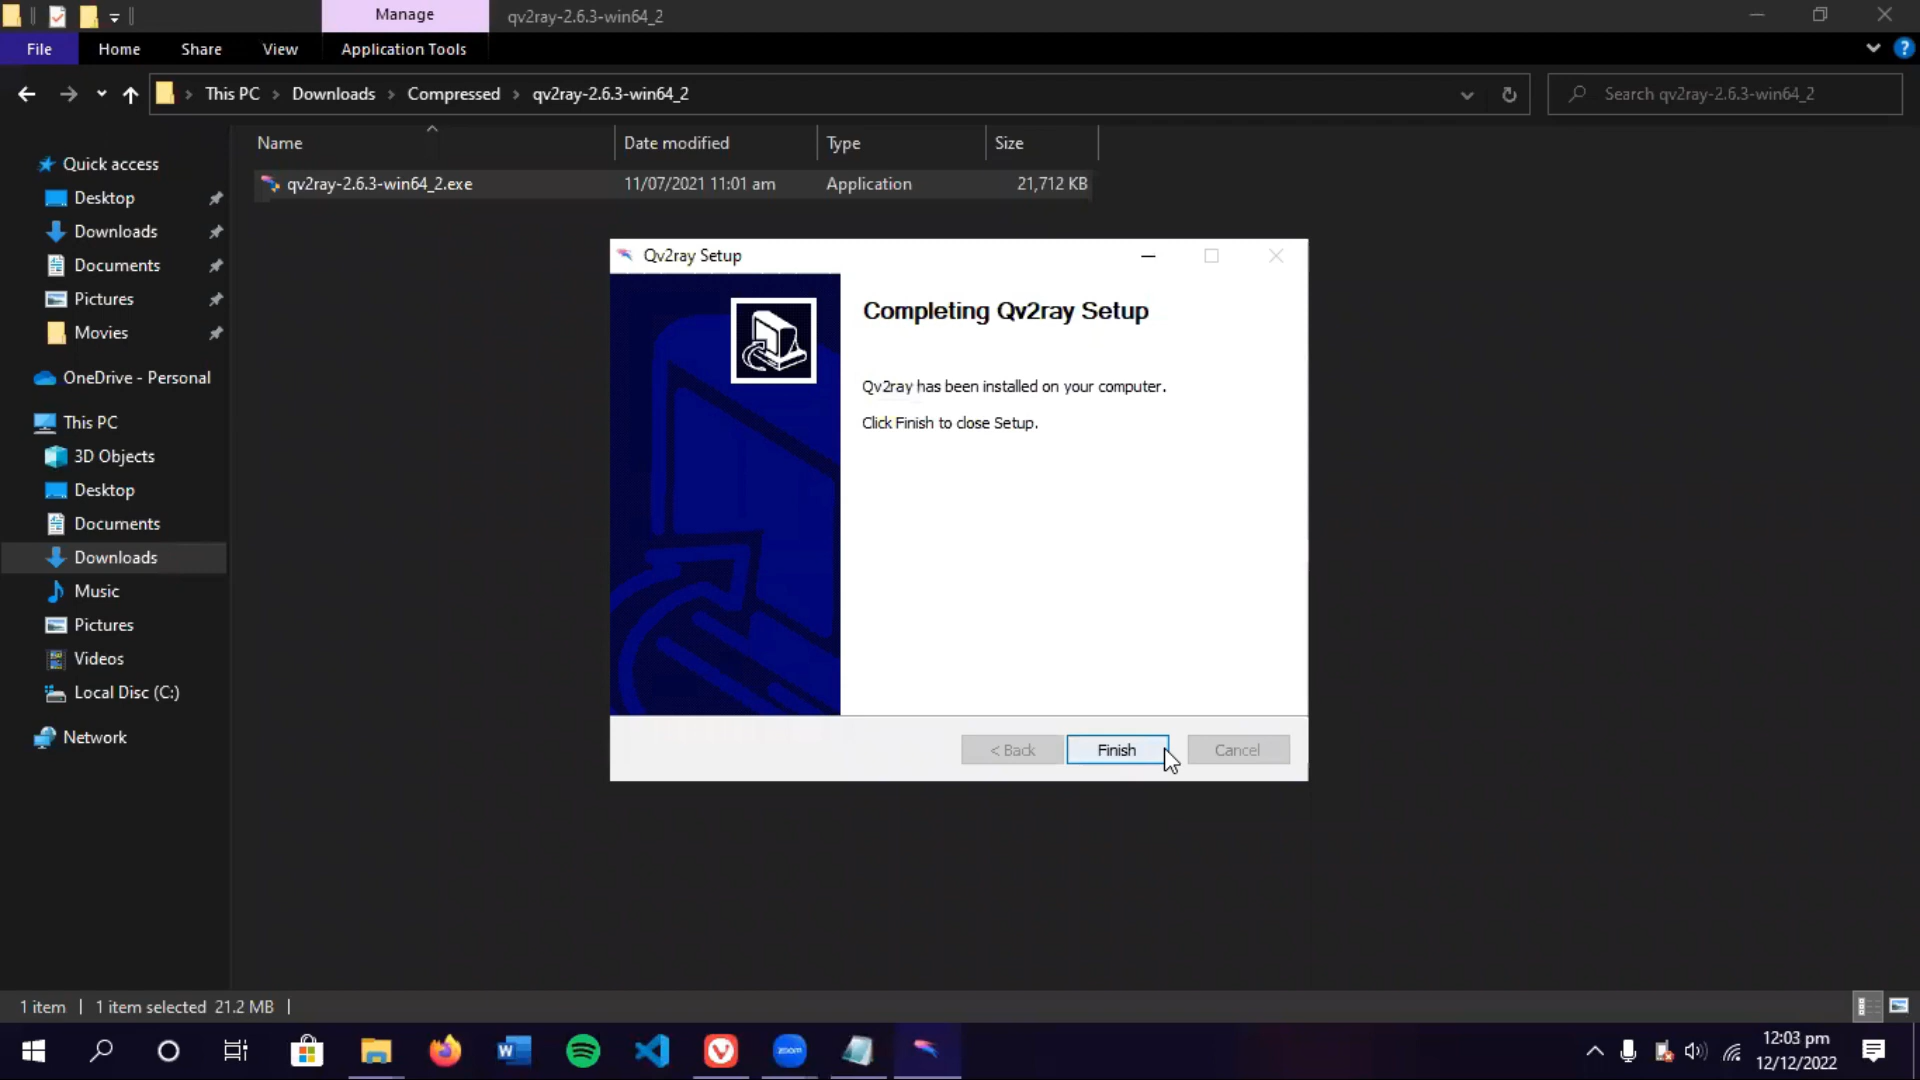 Manage
qv2ray-2.6.3-win64_2
File Home Share View Application Tools
This PC Downloads Compressed qv2ray-2.6.3-win64_2
Search qv2ray-2.6.3-win64_2
Name Date modified Type Size
qv2ray-2.6.3-win64_2.exe 11/07/2021 11:01 am Application 21,712 KB
Quick access
Desktop
Downloads
Documents
Pictures
Movies
OneDrive - Personal
This PC
3D Objects
Desktop
Documents
Downloads
Music
Pictures
Videos
Local Disc (C:)
Network
Qv2ray Setup
Completing Qv2ray Setup
Qv2ray has been installed on your computer.
Click Finish to close Setup.
< Back Finish Cancel
1 item 1 item selected 21.2 MB
zoom
12:03 pm
12/12/2022